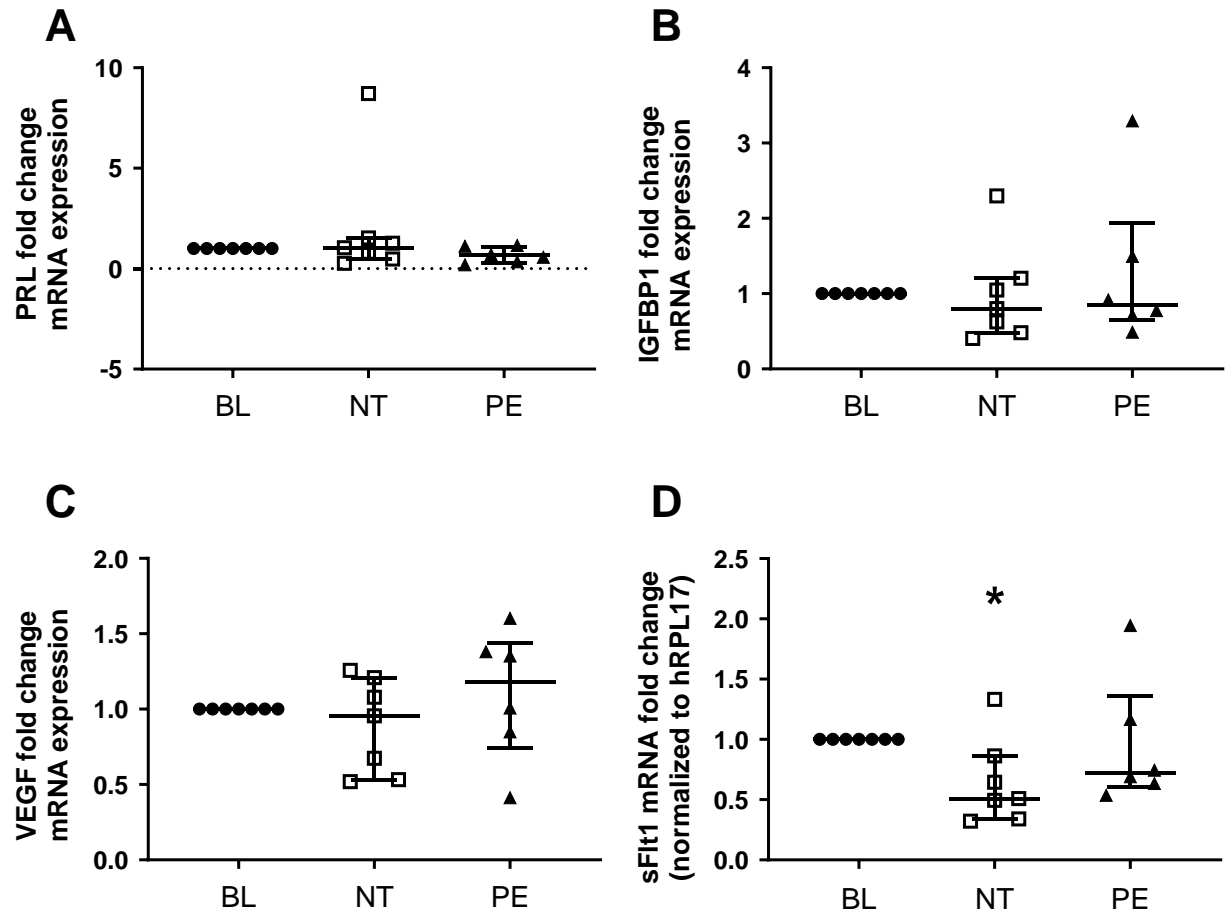 A
PRL fold change
mRNA expression
10
5
0
-5
BL NT PE
B
IGFBP1 fold change
mRNA expression
4
3
2
1
0
BL NT PE
C
VEGF fold change
mRNA expression
2.0
1.5
1.0
0.5
0.0
BL NT PE
D
sFlt1 mRNA fold change
(normalized to hRPL17)
2.5
2.0
1.5
1.0
0.5
0.0
*
BL NT PE